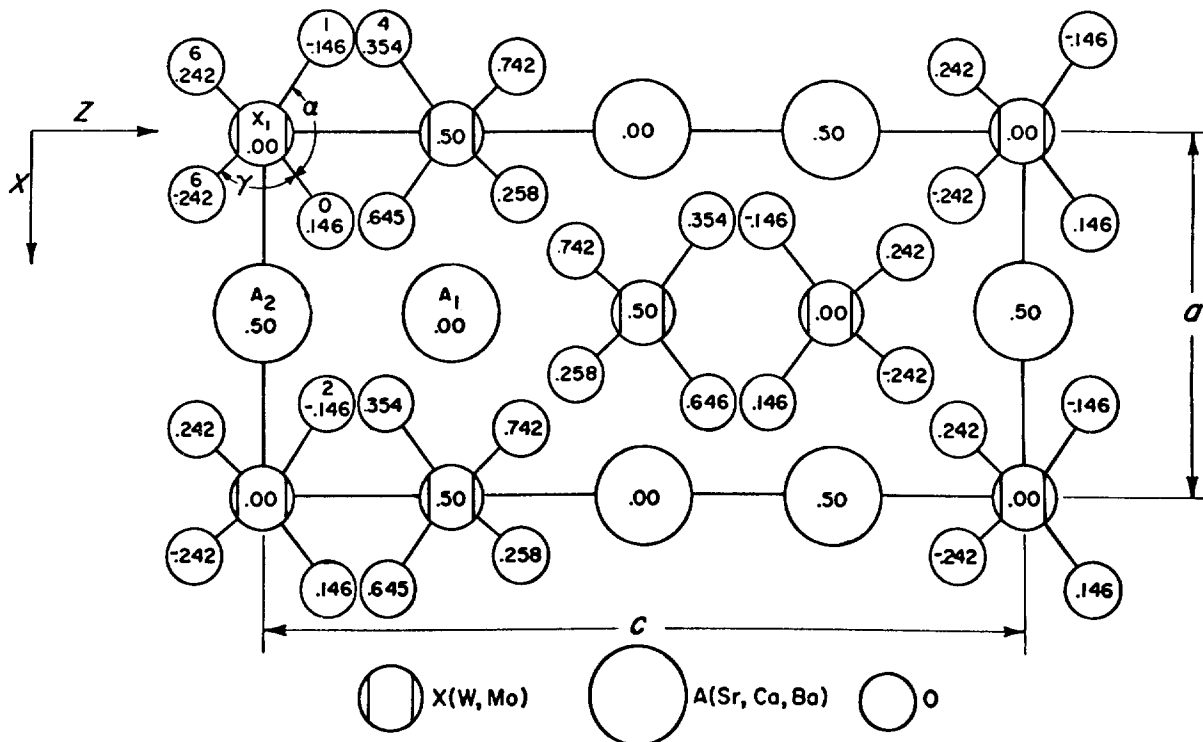 1 4
-.146 .354 -.146
6 .742 .242
.242
Z α
X₁ .00 .50 .00 .50 .00
X
6 γ
-.242 0 .258 -.242
.146 .645 .354 -.146 .146
.742 .242
A₂ A₁
.50 .00 .50 .00 .50 a
.258 -.242
2
-.146 .354 .646 .146 -.146
.242 .742 .242
.00 .50 .00 .50 .00
-.242 .258 -.242
.146 .645 .146
C
X(W, Mo) A(Sr, Ca, Ba) O